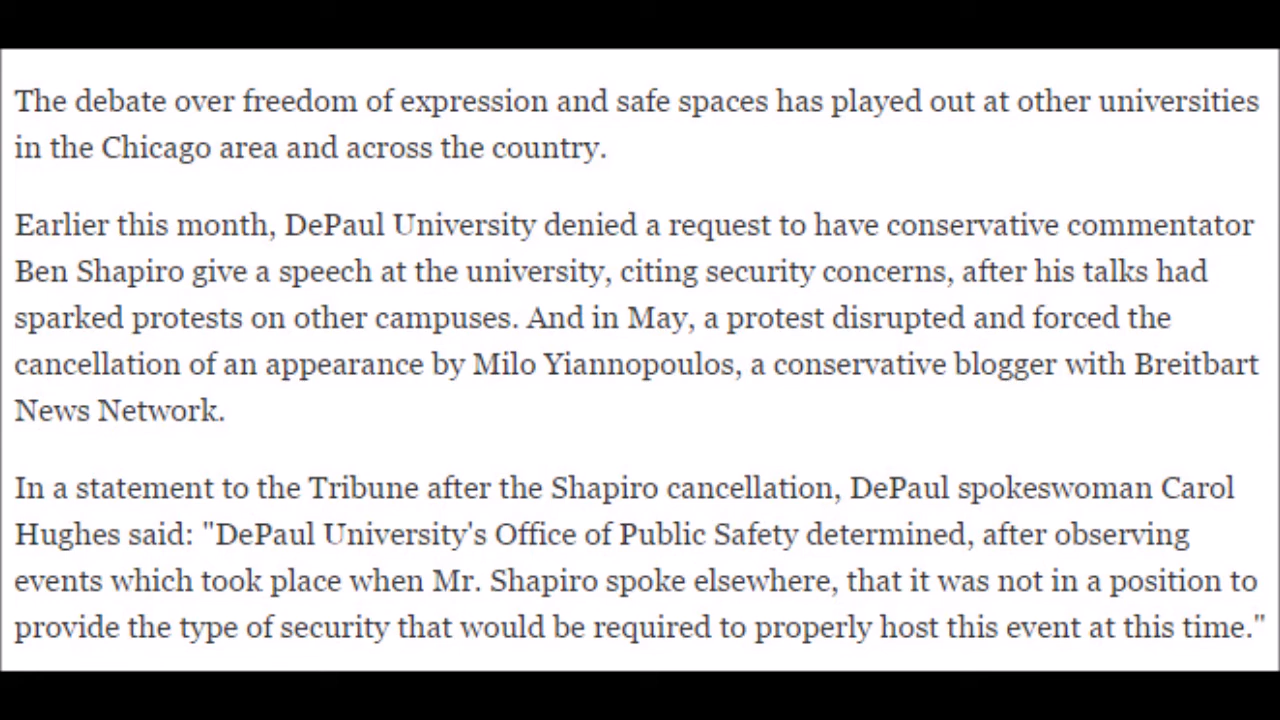 The debate over freedom of expression and safe spaces has played out at other universities
in the Chicago area and across the country.
Earlier this month, DePaul University denied a request to have conservative commentator
Ben Shapiro give a speech at the university, citing security concerns, after his talks had
sparked protests on other campuses. And in May, a protest disrupted and forced the
cancellation of an appearance by Milo Yiannopoulos, a conservative blogger with Breitbart
News Network.
In a statement to the Tribune after the Shapiro cancellation, DePaul spokeswoman Carol
Hughes said: "DePaul University's Office of Public Safety determined, after observing
events which took place when Mr. Shapiro spoke elsewhere, that it was not in a position to
provide the type of security that would be required to properly host this event at this time."